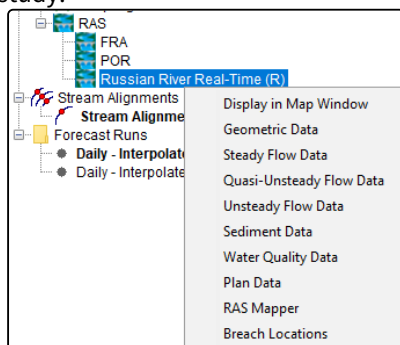 study.
RAS
FRA
POR
Russian River Real-Time (R)
Stream Alignments
Stream Alignme
Forecast Runs
Daily - Interpolate
Daily - Interpolate
Display in Map Window
Geometric Data
Steady Flow Data
Quasi-Unsteady Flow Data
Unsteady Flow Data
Sediment Data
Water Quality Data
Plan Data
RAS Mapper
Breach Locations